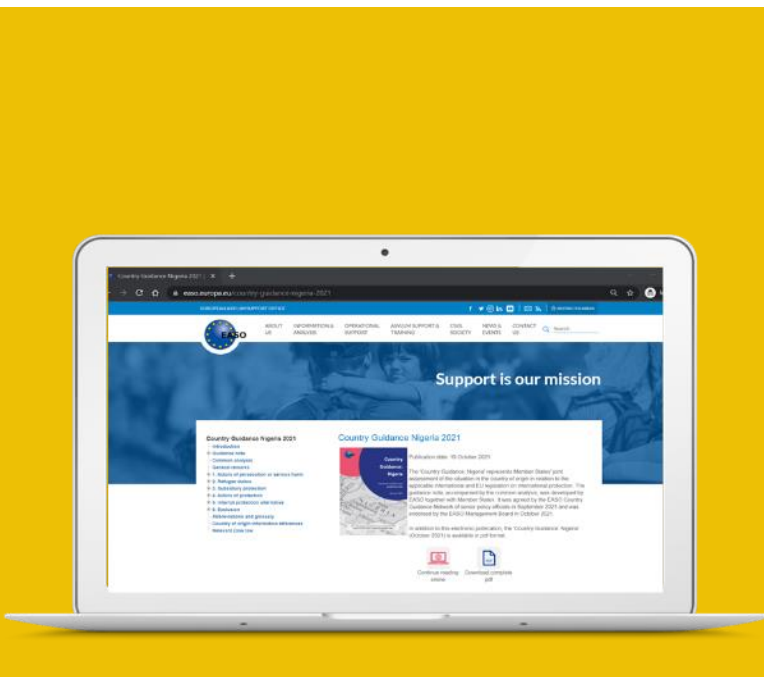 Country Guidance Nigeria 2021
easo.europa.eu/country-guidance-nigeria-2021
EUROPEAN ASYLUM SUPPORT OFFICE
EASO
ABOUT US
INFORMATION & ANALYSIS
OPERATIONAL SUPPORT
ASYLUM SUPPORT & TRAINING
CIVIL SOCIETY
NEWS & EVENTS
CONTACT US
Search
Support is our mission
Country Guidance Nigeria 2021
Introduction
Guidance note
Common analysis
General remarks
1. Actors of persecution or serious harm
2. Refugee status
3. Subsidiary protection
4. Actors of protection
5. Internal protection alternative
6. Exclusion
Abbreviations and glossary
Country of origin information references
Relevant case law
Country Guidance Nigeria 2021
Country
Guidance:
Nigeria
Publication date: 19 October 2021
The 'Country Guidance: Nigeria' represents Member States' joint
assessment of the situation in the country of origin in relation to the
applicable international and EU legislation on international protection. The
guidance note, accompanied by the common analysis, was developed by
EASO together with Member States. It was agreed by the EASO Country
Guidance Network of senior policy officials in September 2021 and was
endorsed by the EASO Management Board in October 2021.
In addition to this electronic publication, the 'Country Guidance: Nigeria'
(October 2021) is available in pdf format.
Continue reading
online
Download complete
pdf